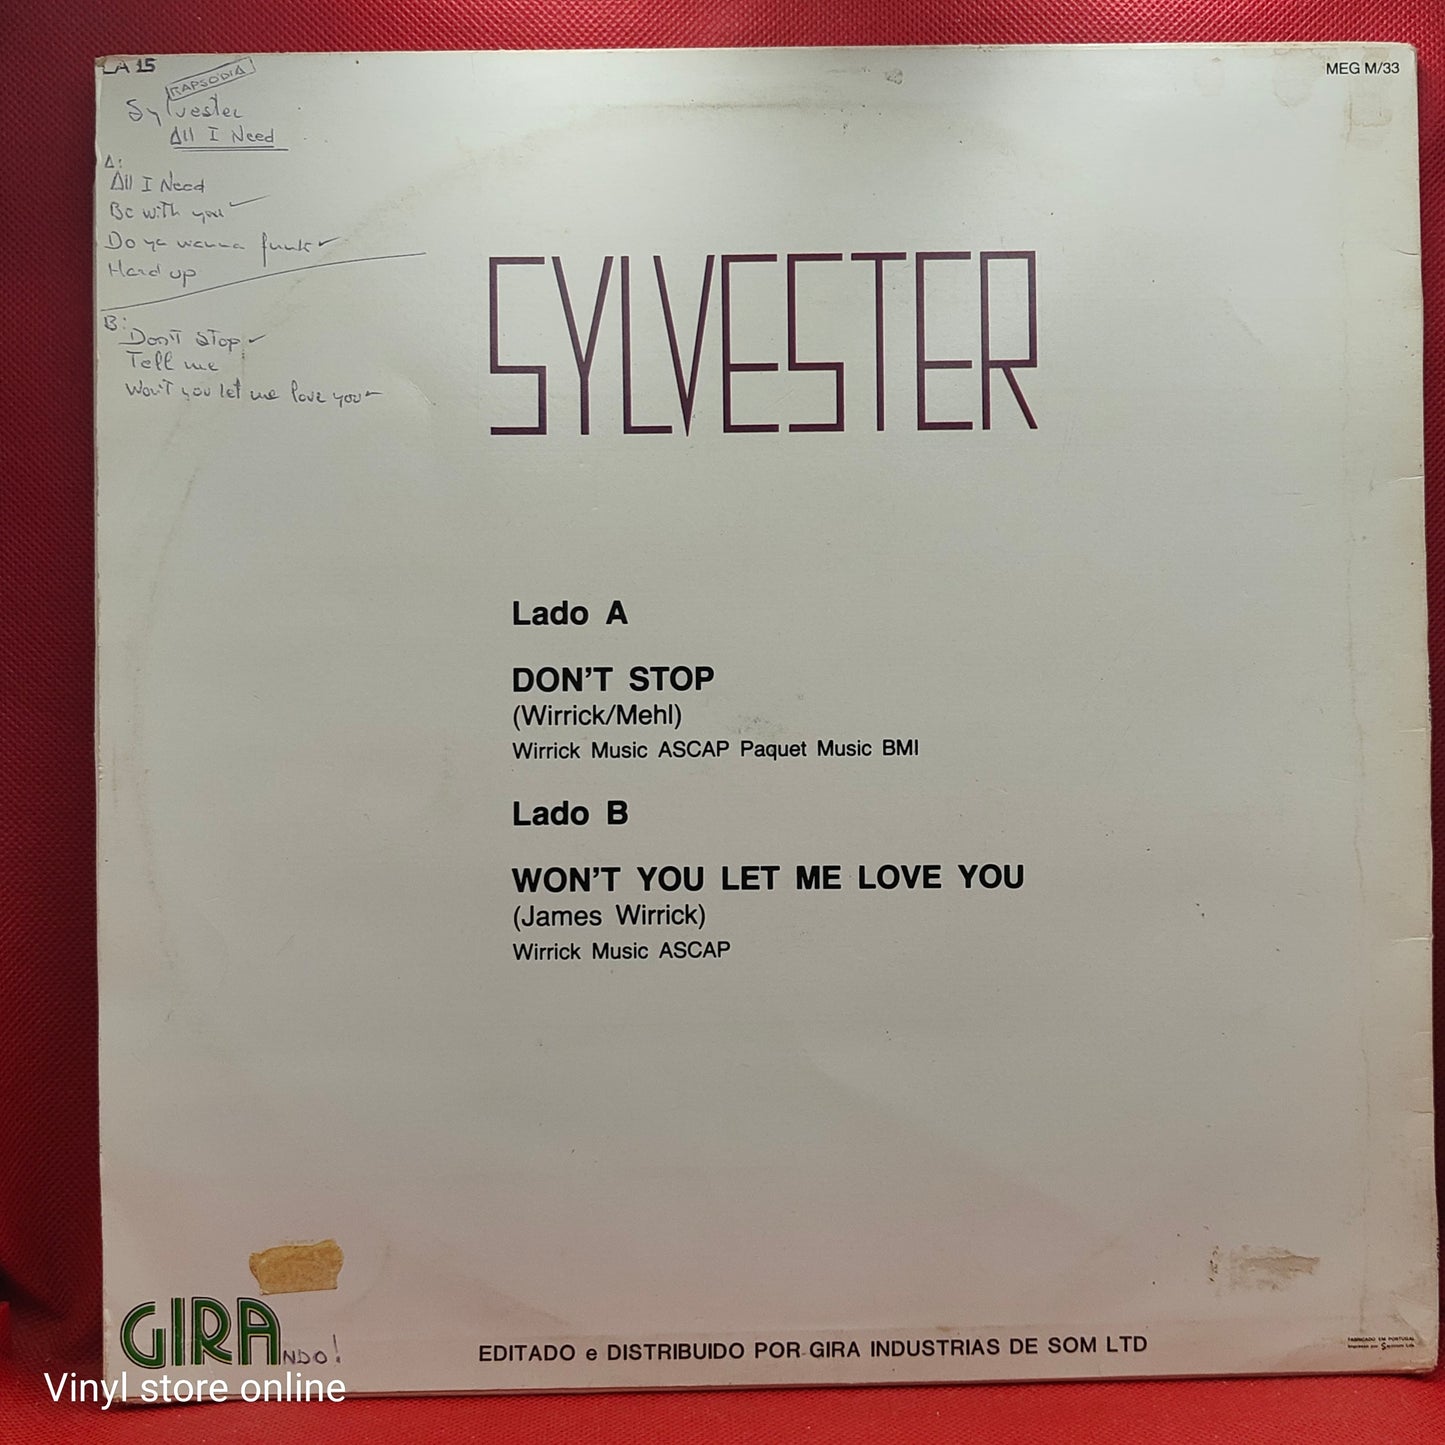 LA 15
RAPSODIA
Sylvester
All I Need
A:
All I Need
Be with you
Do ya wanna funk
Hard up
B:
Don't stop
Tell me
Won't you let me love you
MEG M/33
SYLVESTER
Lado A
DON'T STOP
(Wirrick/Mehl)
Wirrick Music ASCAP Paquet Music BMI
Lado B
WON'T YOU LET ME LOVE YOU
(James Wirrick)
Wirrick Music ASCAP
GIRANDO!
EDITADO e DISTRIBUIDO POR GIRA INDUSTRIAS DE SOM LTD
FABRICADO EM PORTUGAL
Vinyl store online